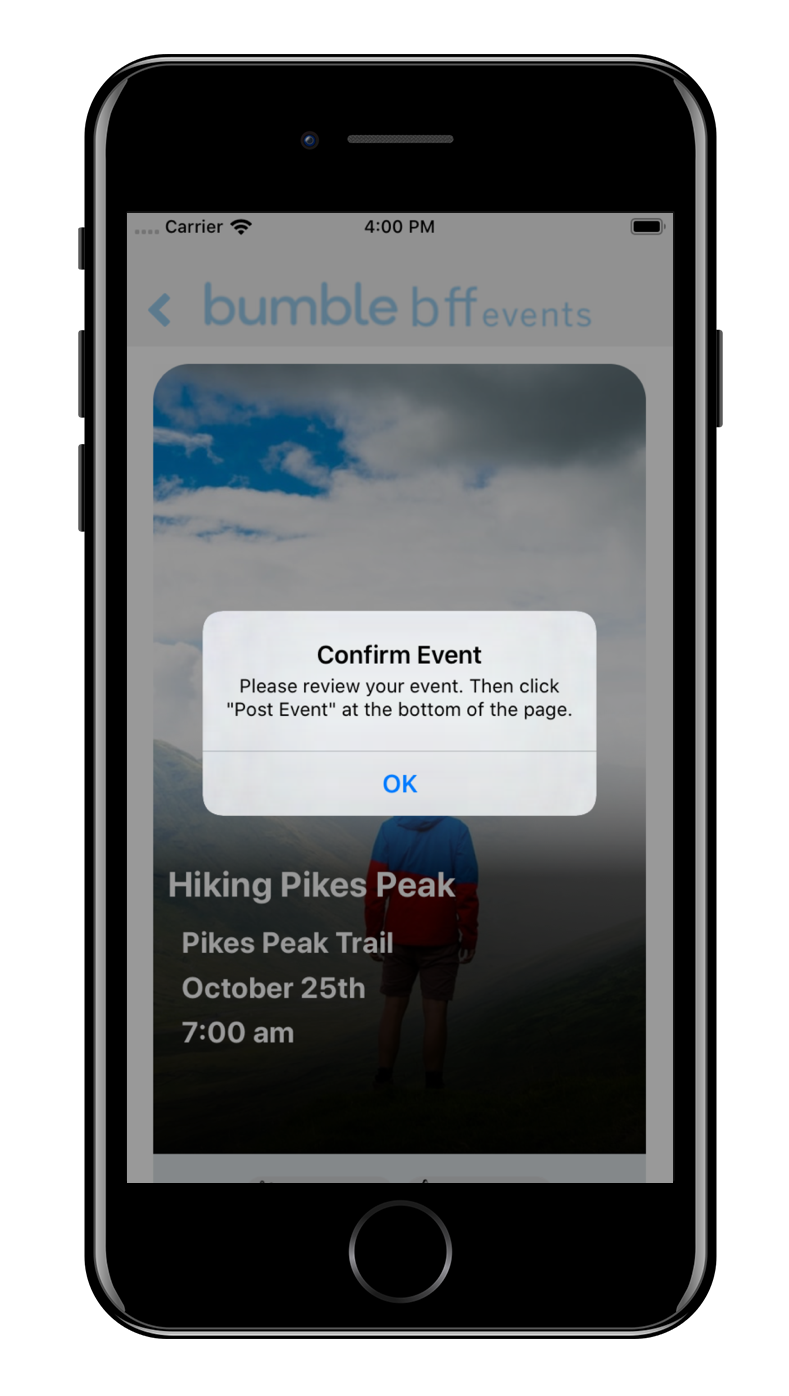 Carrier 4:00 PM
bumble bff events
Confirm Event
Please review your event. Then click
"Post Event" at the bottom of the page.
OK
Hiking Pikes Peak
Pikes Peak Trail
October 25th
7:00 am